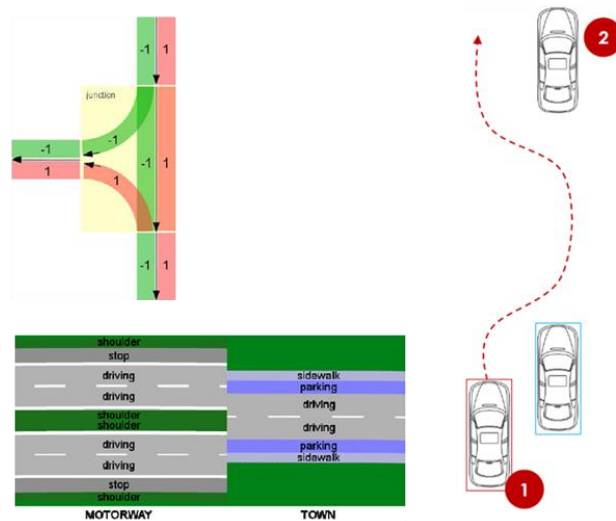 -1 1
junction
-1
-1
-1 1
1
1
-1 1
shoulder
stop
driving
driving
shoulder
shoulder
driving
driving
stop
shoulder
MOTORWAY
sidewalk
parking
driving
driving
parking
sidewalk
TOWN
2
1